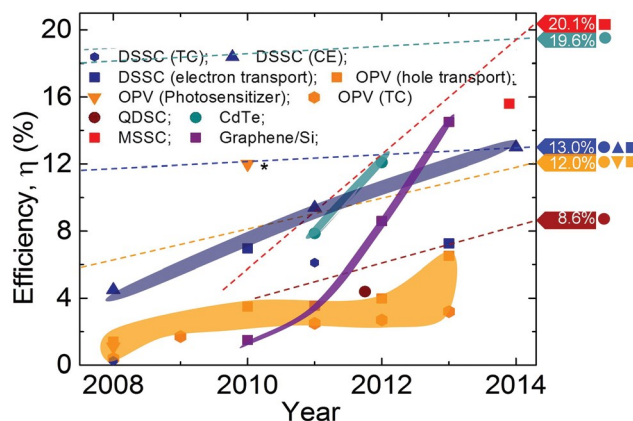 20
16
12
8
4
0
Efficiency, η (%)
DSSC (TC); DSSC (CE);
DSSC (electron transport); OPV (hole transport);
OPV (Photosensitizer); OPV (TC)
QDSC; CdTe;
MSSC; Graphene/Si;
*
20.1%
19.6%
13.0%
12.0%
8.6%
2008 2010 2012 2014
Year